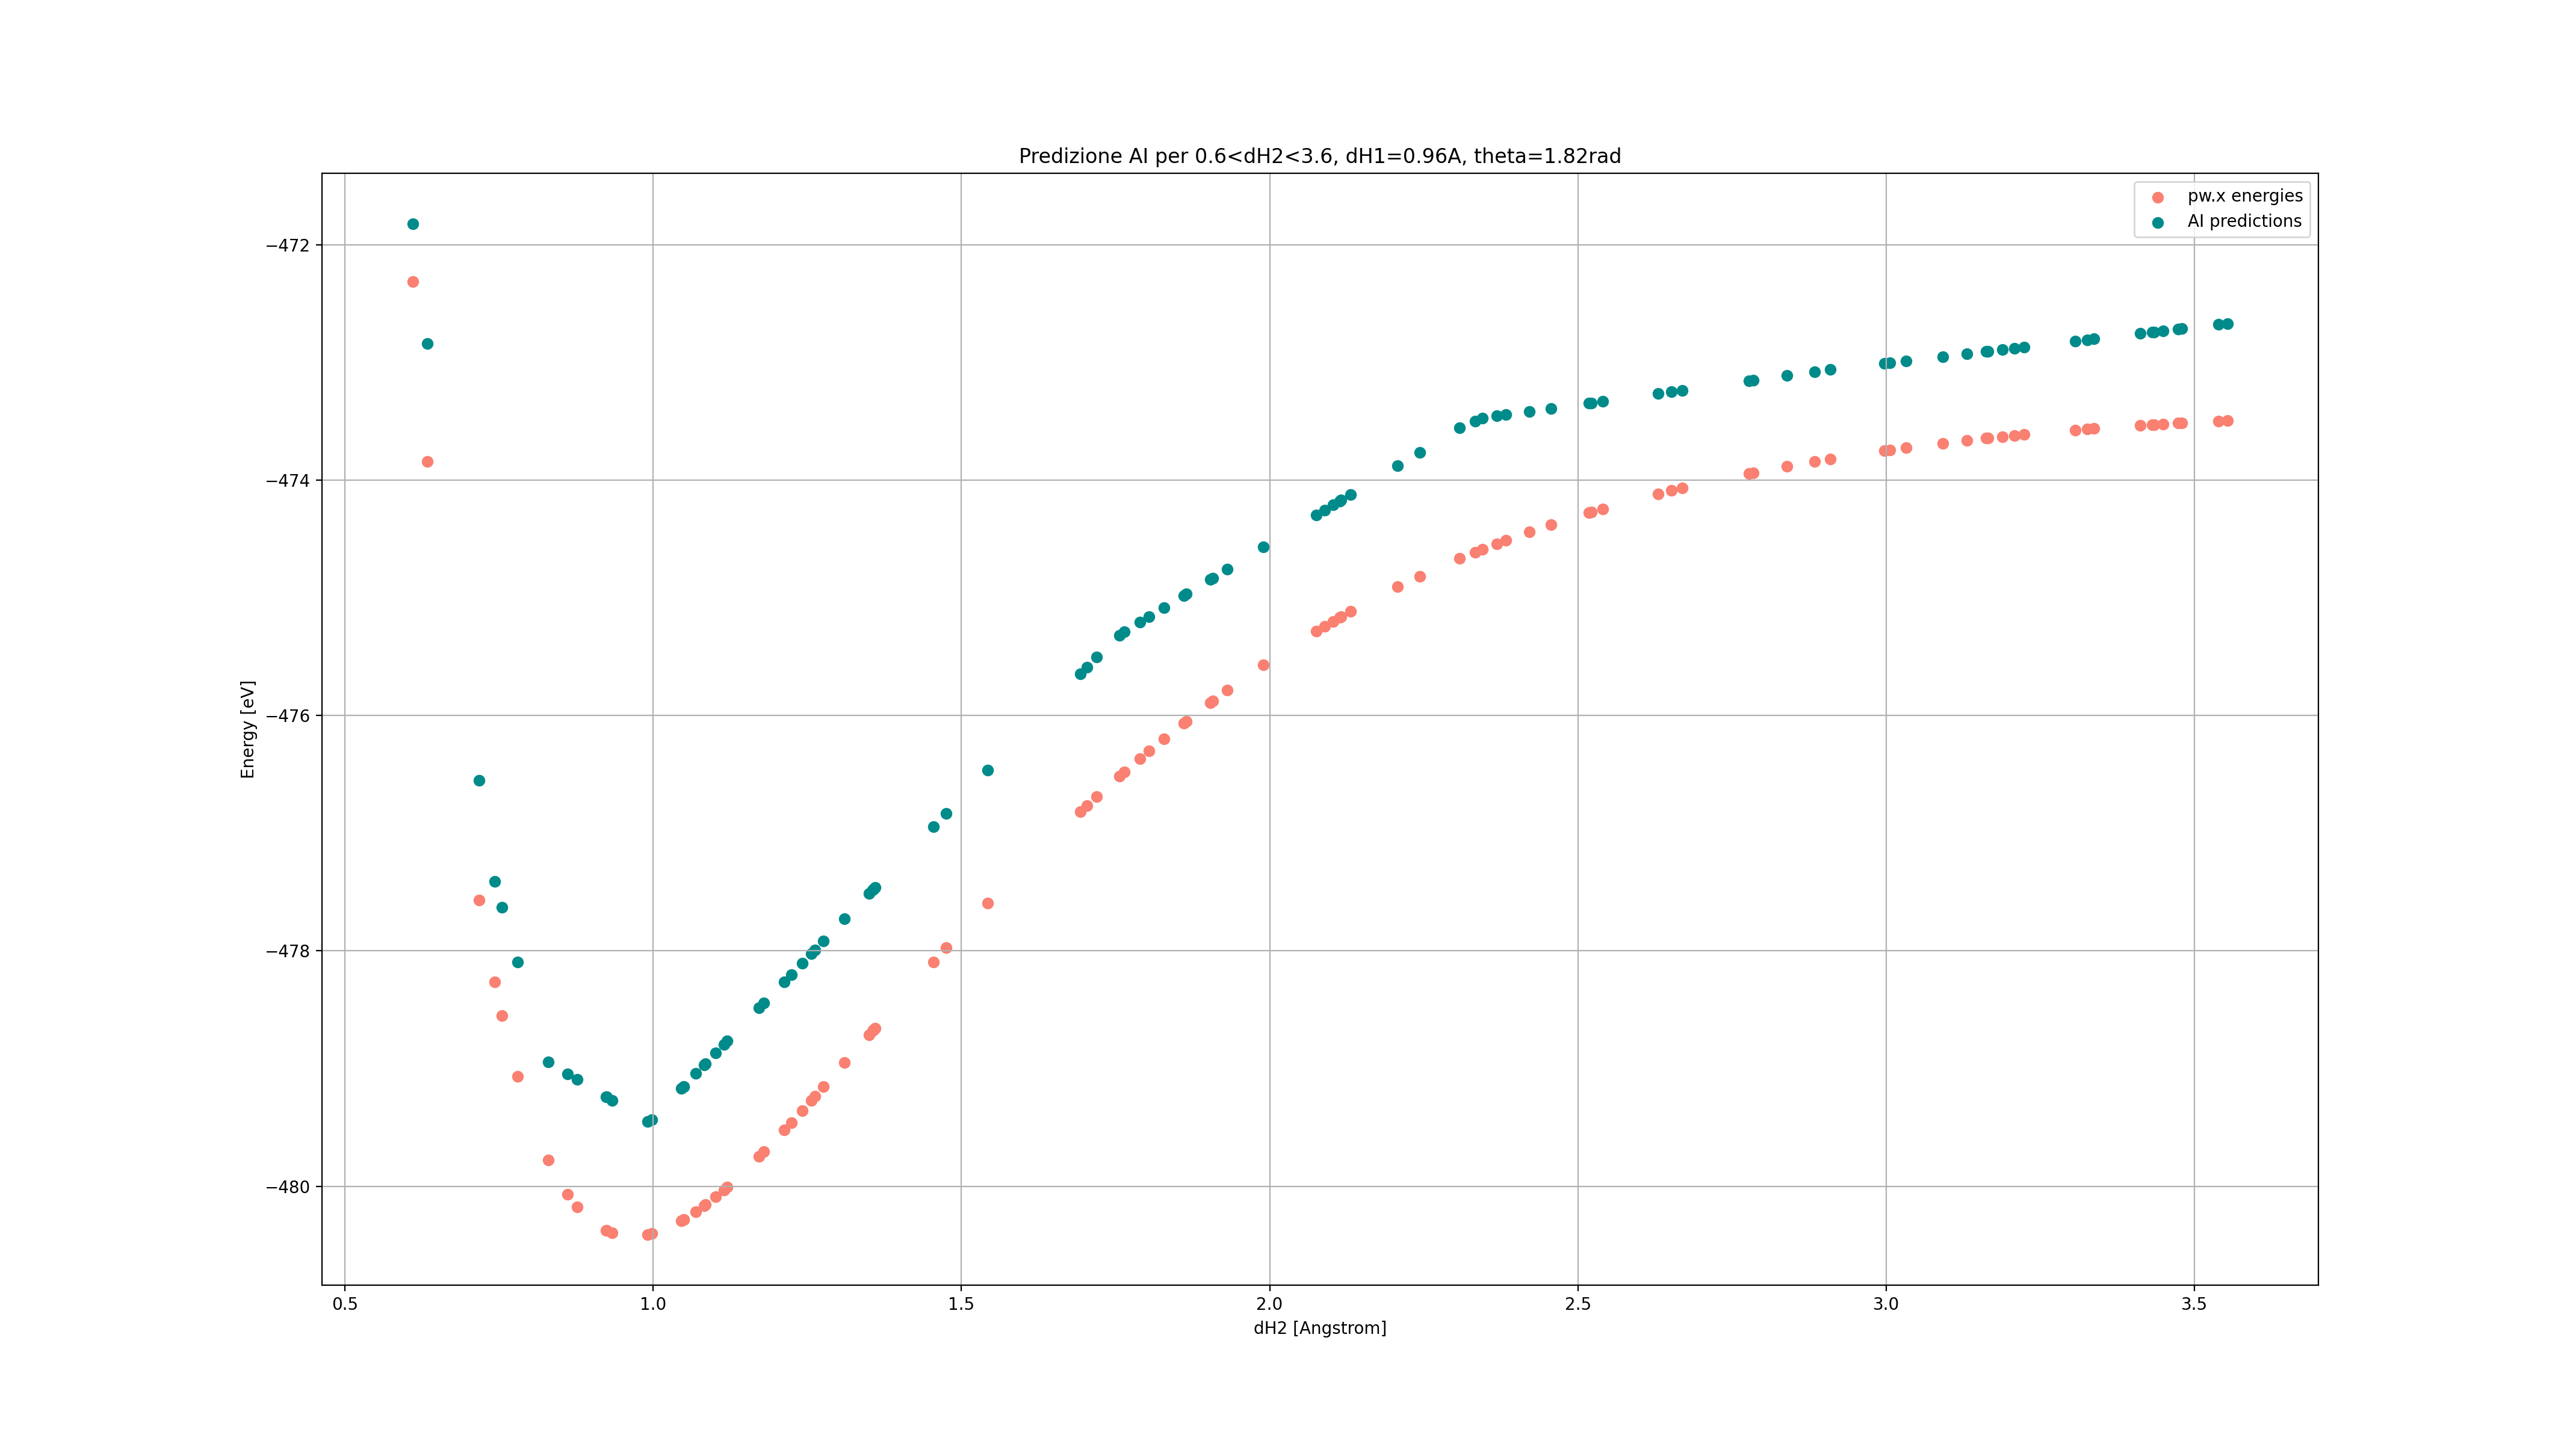 Predizione AI per 0.6<dH2<3.6, dH1=0.96A, theta=1.82rad
pw.x energies
AI predictions
−472
−474
−476
−478
−480
Energy [eV]
0.5 1.0 1.5 2.0 2.5 3.0 3.5
dH2 [Angstrom]